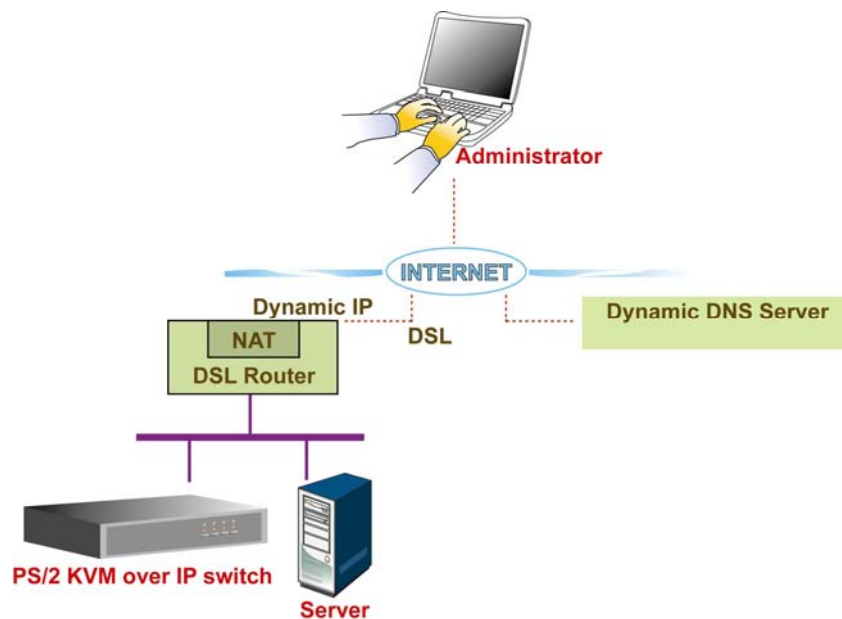 Administrator
INTERNET
Dynamic IP
Dynamic DNS Server
NAT
DSL
DSL Router
PS/2 KVM over IP switch
Server